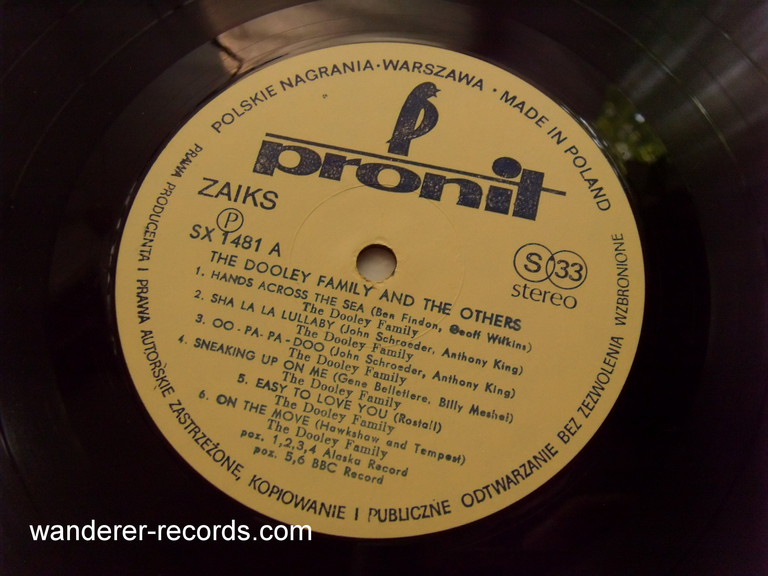 POLSKIE NAGRANIA · WARSZAWA · MADE IN POLAND
pronit
ZAIKS
P
SX 1481 A
S 33
stereo
THE DOOLEY FAMILY AND THE OTHERS
1. HANDS ACROSS THE SEA (Ben Findon, Geoff Wilkins)
The Dooley Family
2. SHA LA LA LULLABY (John Schroeder, Anthony King)
The Dooley Family
3. OO-PA-PA-DOO (John Schroeder, Anthony King)
The Dooley Family
4. SNEAKING UP ON ME (Gene Belletiere, Billy Meshel)
The Dooley Family
5. EASY TO LOVE YOU (Rostall)
The Dooley Family
6. ON THE MOVE (Hawkshow and Tempest)
The Dooley Family
poz. 1,2,3,4 Alaska Record
poz. 5,6 BBC Record
PRAWA PRODUCENTA I PRAWA AUTORSKIE ZASTRZEŻONE, KOPIOWANIE I PUBLICZNE ODTWARZANIE BEZ ZEZWOLENIA WZBRONIONE
wanderer-records.com